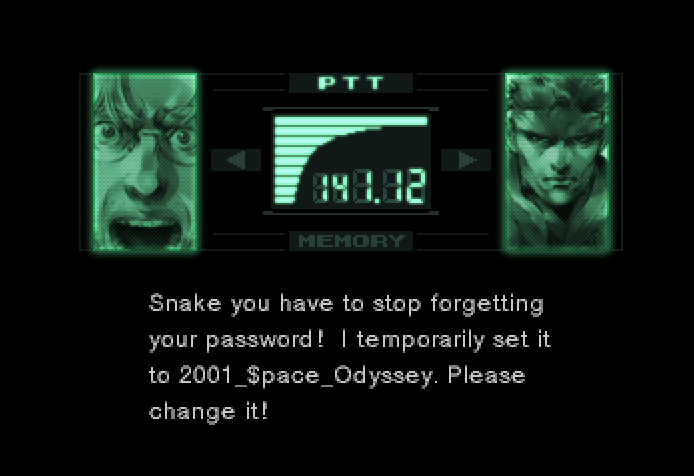 PTT
141.12
MEMORY
Snake you have to stop forgetting
your password! I temporarily set it
to 2001_$pace_Odyssey. Please
change it!